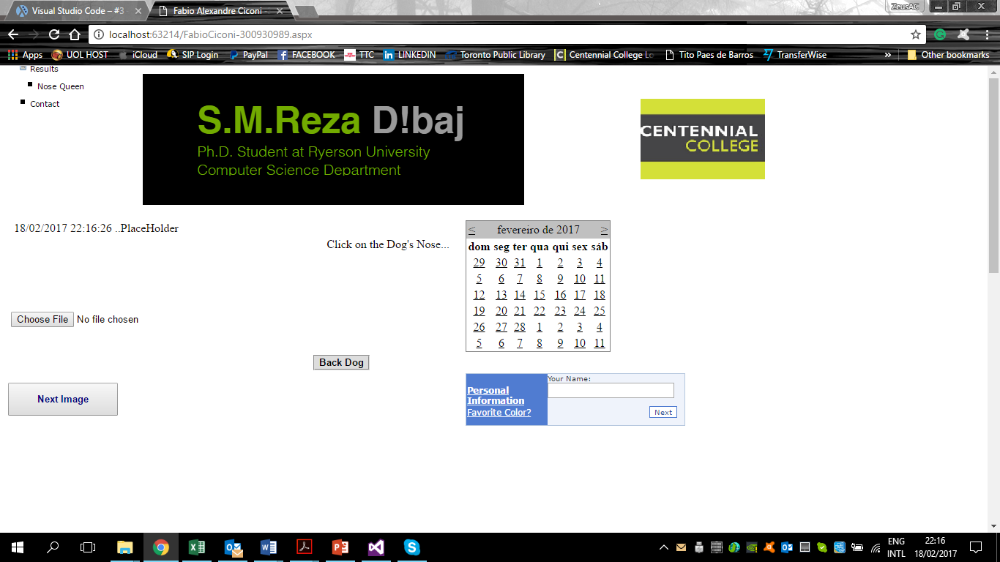 Visual Studio Code – #3
Fabio Alexandre Ciconi -
ZeusAC
localhost:63214/FabioCiconi-300930989.aspx
Apps UOL HOST iCloud SIP Login PayPal FACEBOOK TTC LINKEDIN Toronto Public Library Centennial College Lo Tito Paes de Barros TransferWise » Other bookmarks
Results
Nose Queen
Contact
S.M.Reza D!baj
Ph.D. Student at Ryerson University
Computer Science Department
CENTENNIAL
COLLEGE
18/02/2017 22:16:26 ..PlaceHolder
Click on the Dog's Nose...
< fevereiro de 2017 >
dom seg ter qua qui sex sáb
29 30 31 1 2 3 4
5 6 7 8 9 10 11
12 13 14 15 16 17 18
19 20 21 22 23 24 25
26 27 28 1 2 3 4
5 6 7 8 9 10 11
Choose File No file chosen
Back Dog
Next Image
Personal
Information
Favorite Color?
Your Name:
Next
ENG
INTL
22:16
18/02/2017